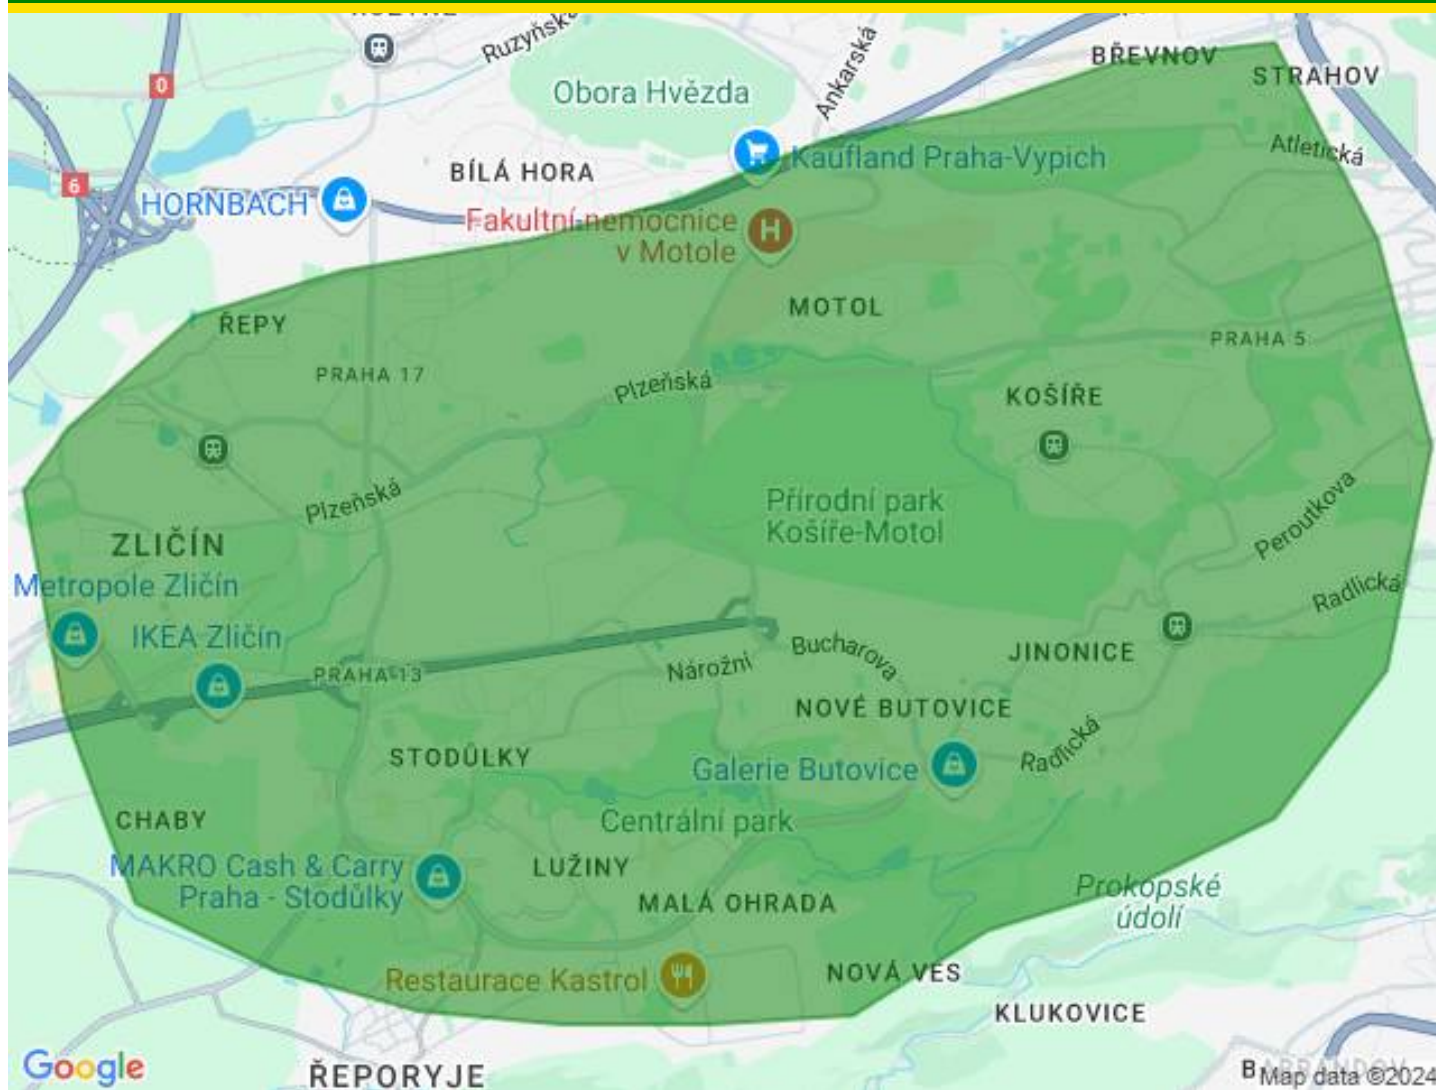 Ruzyňská
0
Ankarská
BŘEVNOV
STRAHOV
Obora Hvězda
Atletická
Kaufland Praha-Vypich
BÍLÁ HORA
6
HORNBACH
Fakultní nemocnice
v Motole
H
MOTOL
ŘEPY
PRAHA 5
PRAHA 17
Plzeňská
KOŠÍŘE
Přírodní park
Košíře-Motol
Plzeňská
Peroutkova
ZLIČÍN
Metropole Zličín
Radlická
IKEA Zličín
Bucharova
JINONICE
PRAHA 13
Nárožní
NOVÉ BUTOVICE
Radlická
STODŮLKY
Galerie Butovice
CHABY
Centrální park
MAKRO Cash & Carry
Praha - Stodůlky
LUŽINY
MALÁ OHRADA
Prokopské
údolí
Restaurace Kastrol
NOVÁ VES
KLUKOVICE
Google
ŘEPORYJE
Map data ©2024